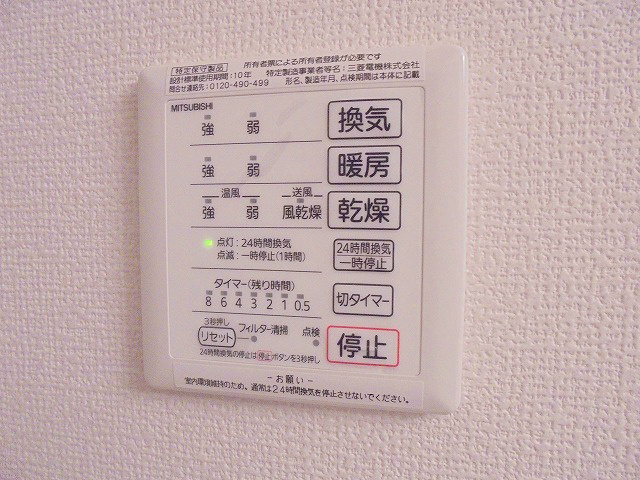 特定保守製品 所有者票による所有者登録が必要です
設計標準使用期間:10年 特定製造事業者等名:三菱電機株式会社
問合せ連絡先:0120-490-499 形名、製造年月、点検期間は本体に記載
MITSUBISHI
強 弱 換気
強 弱 暖房
温風 送風
強 弱 風乾燥 乾燥
点灯:24時間換気
点滅:一時停止(1時間)
24時間換気
一時停止
タイマー(残り時間)
8 6 4 3 2 1 0.5
切タイマー
3秒押し
リセット フィルター清掃 点検
停止
24時間換気の停止は停止ボタンを3秒押し
-お願い-
室内環境維持のため、通常は24時間換気を停止させないでください。